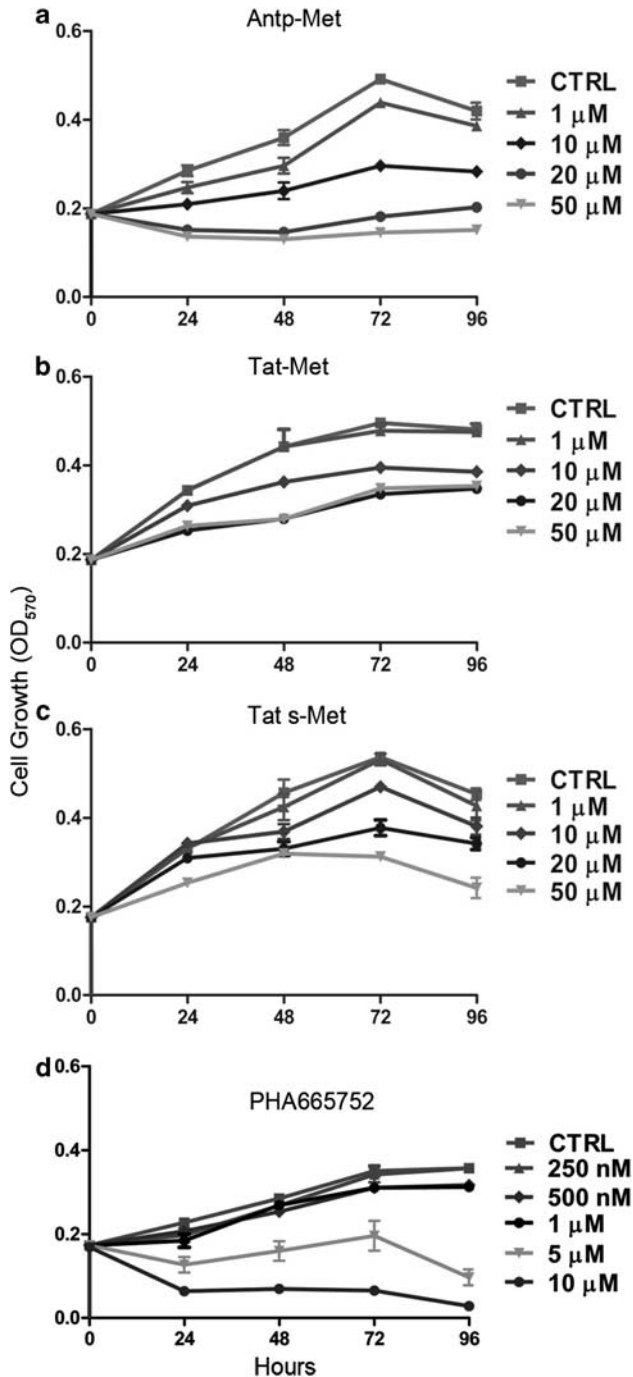 Cell Growth (OD570)
a
Antp-Met
0.6
0.4
0.2
0.0
0 24 48 72 96
CTRL
1 μM
10 μM
20 μM
50 μM
b
Tat-Met
0.6
0.4
0.2
0.0
0 24 48 72 96
CTRL
1 μM
10 μM
20 μM
50 μM
c
Tat s-Met
0.6
0.4
0.2
0.0
0 24 48 72 96
CTRL
1 μM
10 μM
20 μM
50 μM
d
PHA665752
0.6
0.4
0.2
0.0
0 24 48 72 96
CTRL
250 nM
500 nM
1 μM
5 μM
10 μM
Hours